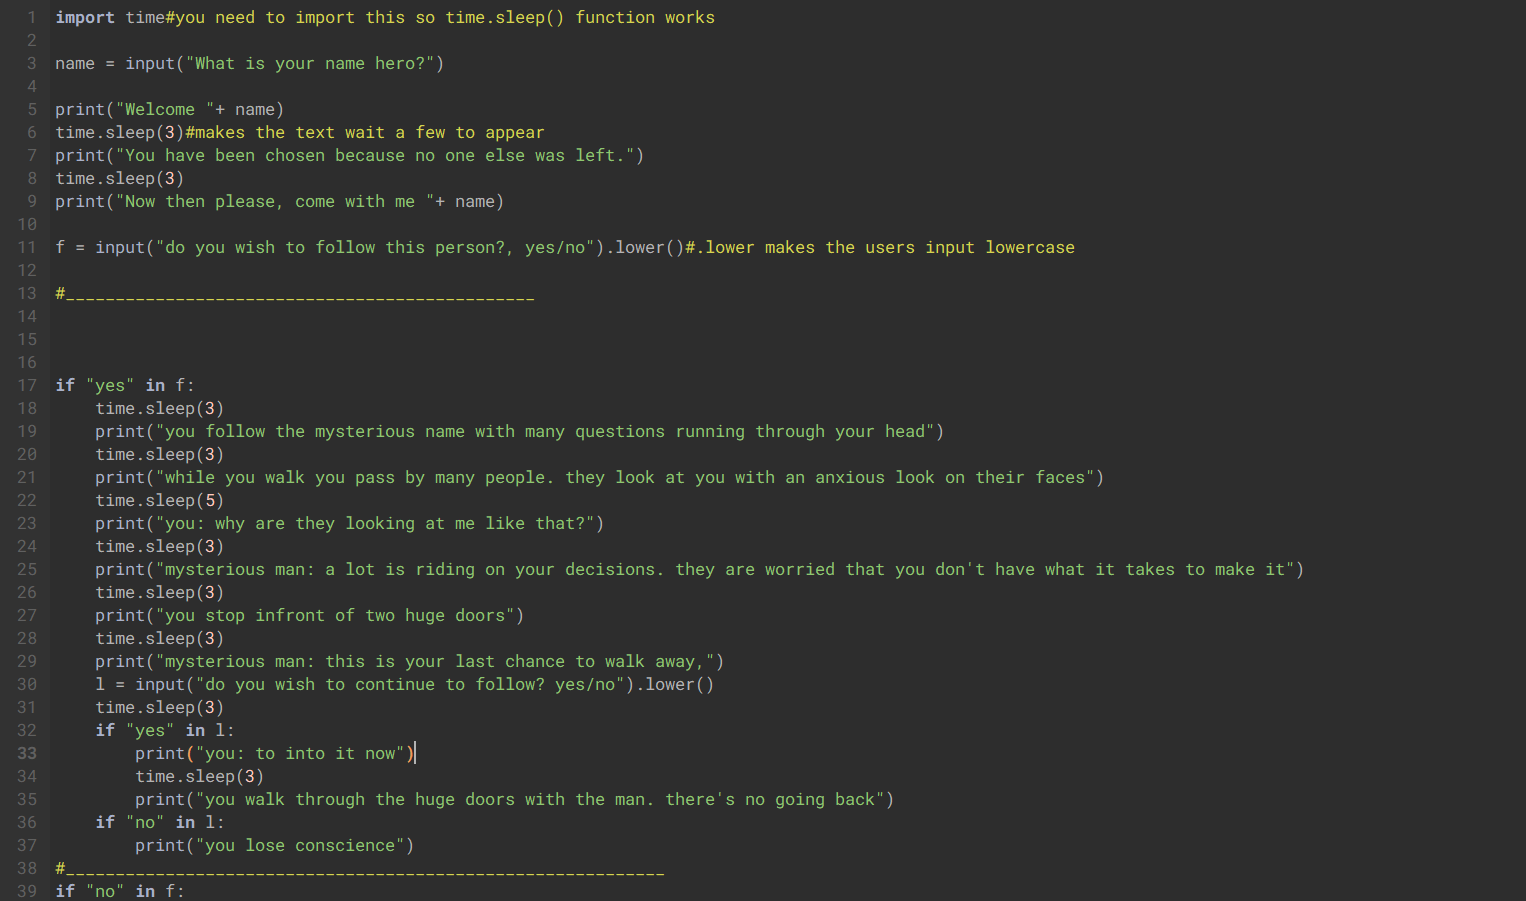 1 import time#you need to import this so time.sleep() function works
2
3 name = input("What is your name hero?")
4
5 print("Welcome "+ name)
6 time.sleep(3)#makes the text wait a few to appear
7 print("You have been chosen because no one else was left.")
8 time.sleep(3)
9 print("Now then please, come with me "+ name)
10
11 f = input("do you wish to follow this person?, yes/no").lower()#.lower makes the users input lowercase
12
13 #_______________________________________________
14
15
16
17 if "yes" in f:
18     time.sleep(3)
19     print("you follow the mysterious name with many questions running through your head")
20     time.sleep(3)
21     print("while you walk you pass by many people. they look at you with an anxious look on their faces")
22     time.sleep(5)
23     print("you: why are they looking at me like that?")
24     time.sleep(3)
25     print("mysterious man: a lot is riding on your decisions. they are worried that you don't have what it takes to make it")
26     time.sleep(3)
27     print("you stop infront of two huge doors")
28     time.sleep(3)
29     print("mysterious man: this is your last chance to walk away,")
30     l = input("do you wish to continue to follow? yes/no").lower()
31     time.sleep(3)
32     if "yes" in l:
33         print("you: to into it now")
34         time.sleep(3)
35         print("you walk through the huge doors with the man. there's no going back")
36     if "no" in l:
37         print("you lose conscience")
38 #____________________________________________________________
39 if "no" in f: